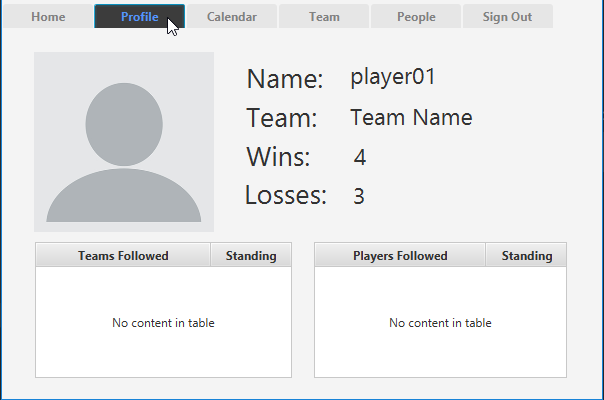 Home Profile Calendar Team People Sign Out
Name: player01
Team: Team Name
Wins: 4
Losses: 3
Teams Followed Standing Players Followed Standing
No content in table No content in table